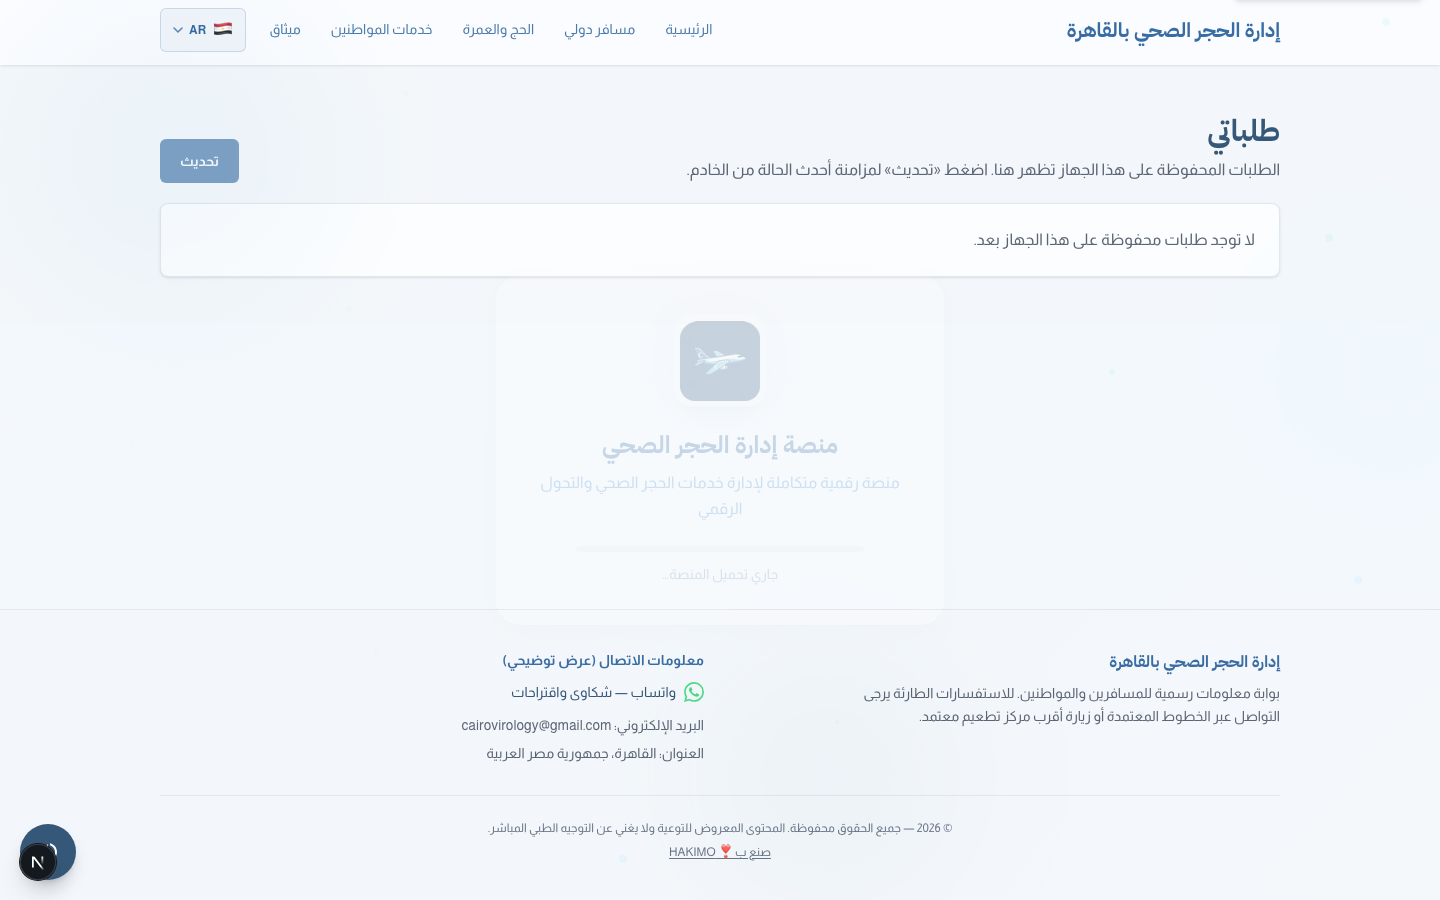 إدارة الحجر الصحي بالقاهرة
الرئيسية
مسافر دولي
الحج والعمرة
خدمات المواطنين
ميثاق
AR
طلباتي
الطلبات المحفوظة على هذا الجهاز تظهر هنا. اضغط «تحديث» لمزامنة أحدث الحالة من الخادم.
تحديث
لا توجد طلبات محفوظة على هذا الجهاز بعد.
منصة إدارة الحجر الصحي
منصة رقمية متكاملة لإدارة خدمات الحجر الصحي والتحول
الرقمي
جاري تحميل المنصة...
إدارة الحجر الصحي بالقاهرة
بوابة معلومات رسمية للمسافرين والمواطنين. للاستفسارات الطارئة يرجى
التواصل عبر الخطوط المعتمدة أو زيارة أقرب مركز تطعيم معتمد.
معلومات الاتصال (عرض توضيحي)
واتساب — شكاوى واقتراحات
البريد الإلكتروني: cairovirology@gmail.com
العنوان: القاهرة، جمهورية مصر العربية
© 2026 — جميع الحقوق محفوظة. المحتوى المعروض للتوعية ولا يغني عن التوجيه الطبي المباشر.
صنع ب ❣️ HAKIMO
N